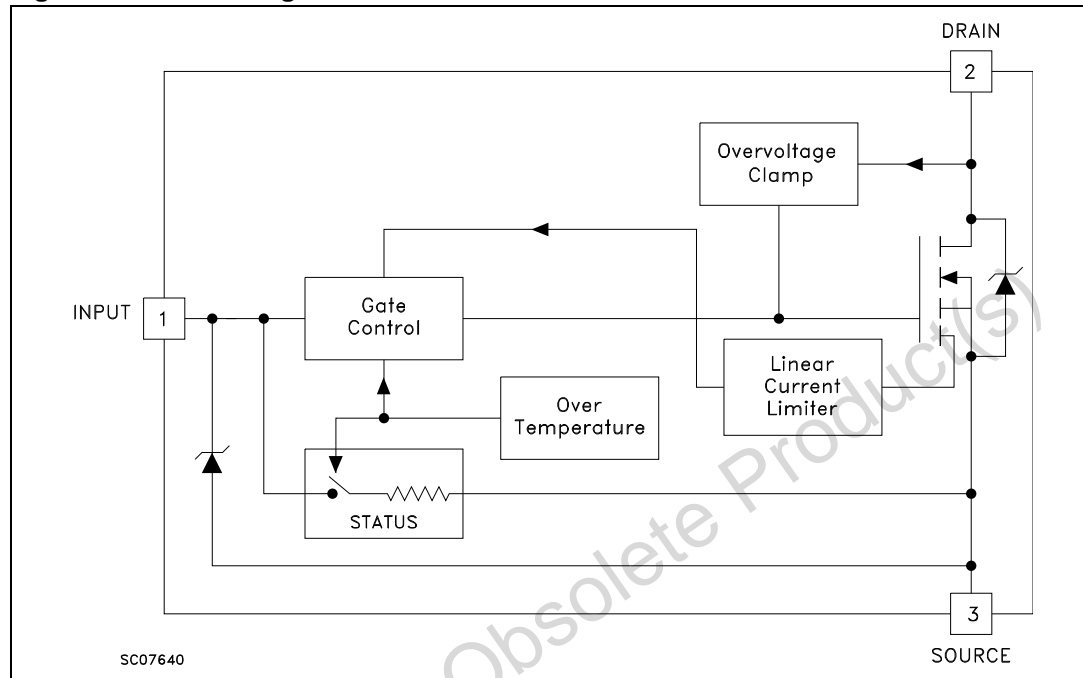 DRAIN
2
Overvoltage
Clamp
INPUT
1
Gate
Control
Linear
Current
Limiter
Over
Temperature
STATUS
3
SOURCE
SC07640
Obsolete Product(s)